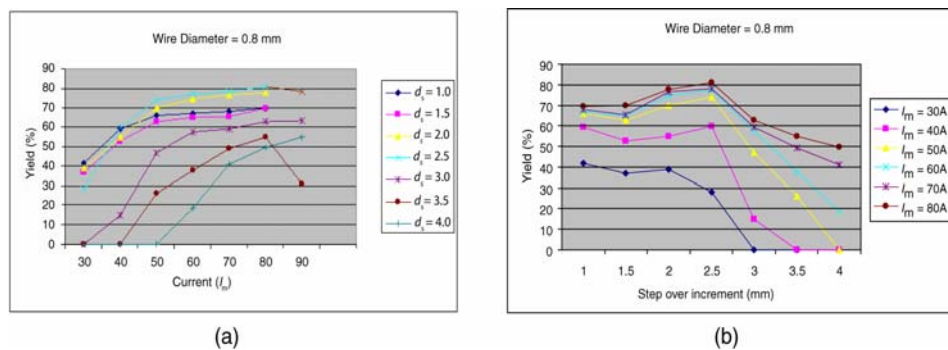 (a)
Wire Diameter = 0.8 mm
Yield (%)
90
80
70
60
50
40
30
20
10
0
30 40 50 60 70 80 90
Current (Im)
ds = 1.0
ds = 1.5
ds = 2.0
ds = 2.5
ds = 3.0
ds = 3.5
ds = 4.0
(a)
(b)
Wire Diameter = 0.8 mm
Yield (%)
90
80
70
60
50
40
30
20
10
0
1 1.5 2 2.5 3 3.5 4
Step over increment (mm)
Im = 30A
Im = 40A
Im = 50A
Im = 60A
Im = 70A
Im = 80A
(b)